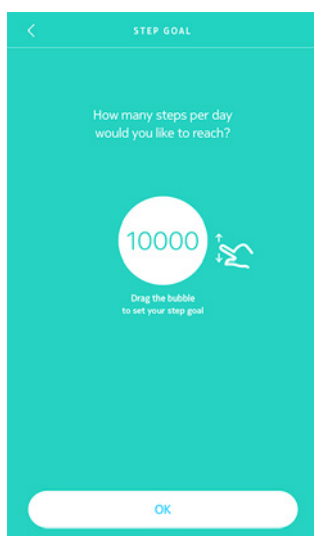 STEP GOAL
How many steps per day
would you like to reach?
10000
Drag the bubble
to set your step goal
OK